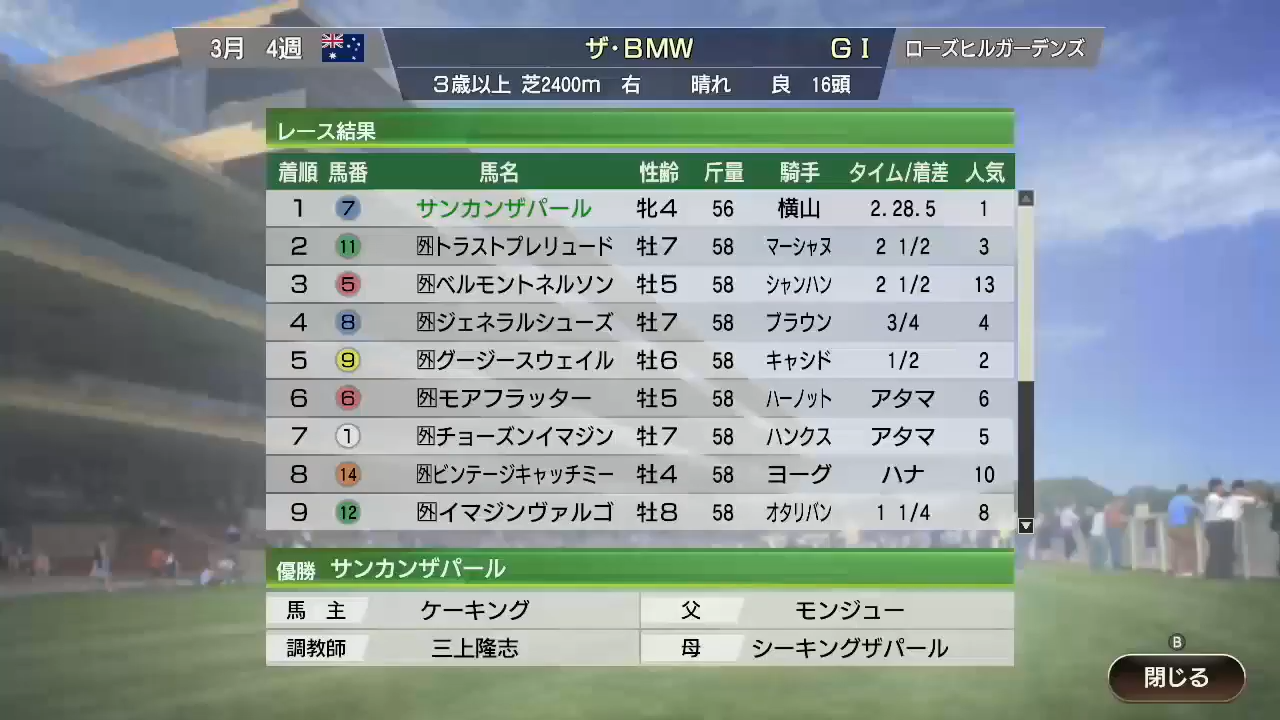 3月 4週 ザ・BMW GⅠ ローズヒルガーデンズ
3歳以上 芝2400m 右 晴れ 良 16頭
レース結果
着順 馬番 馬名 性齢 斤量 騎手 タイム/着差 人気
1 7 サンカンザパール 牝4 56 横山 2.28.5 1
2 11 外トラストプレリュード 牡7 58 マーシャヌ 2 1/2 3
3 5 外ベルモントネルソン 牡5 58 シャンハン 2 1/2 13
4 8 外ジェネラルシューズ 牡7 58 ブラウン 3/4 4
5 9 外グージースウェイル 牡6 58 キャシド 1/2 2
6 6 外モアフラッター 牡5 58 ハーノット アタマ 6
7 1 外チョーズンイマジン 牡7 58 ハンクス アタマ 5
8 14 外ビンテージキャッチミー 牡4 58 ヨーグ ハナ 10
9 12 外イマジンヴァルゴ 牡8 58 オタリバン 1 1/4 8
優勝 サンカンザパール
馬主 ケーキング 父 モンジュー
調教師 三上隆志 母 シーキングザパール
B
閉じる